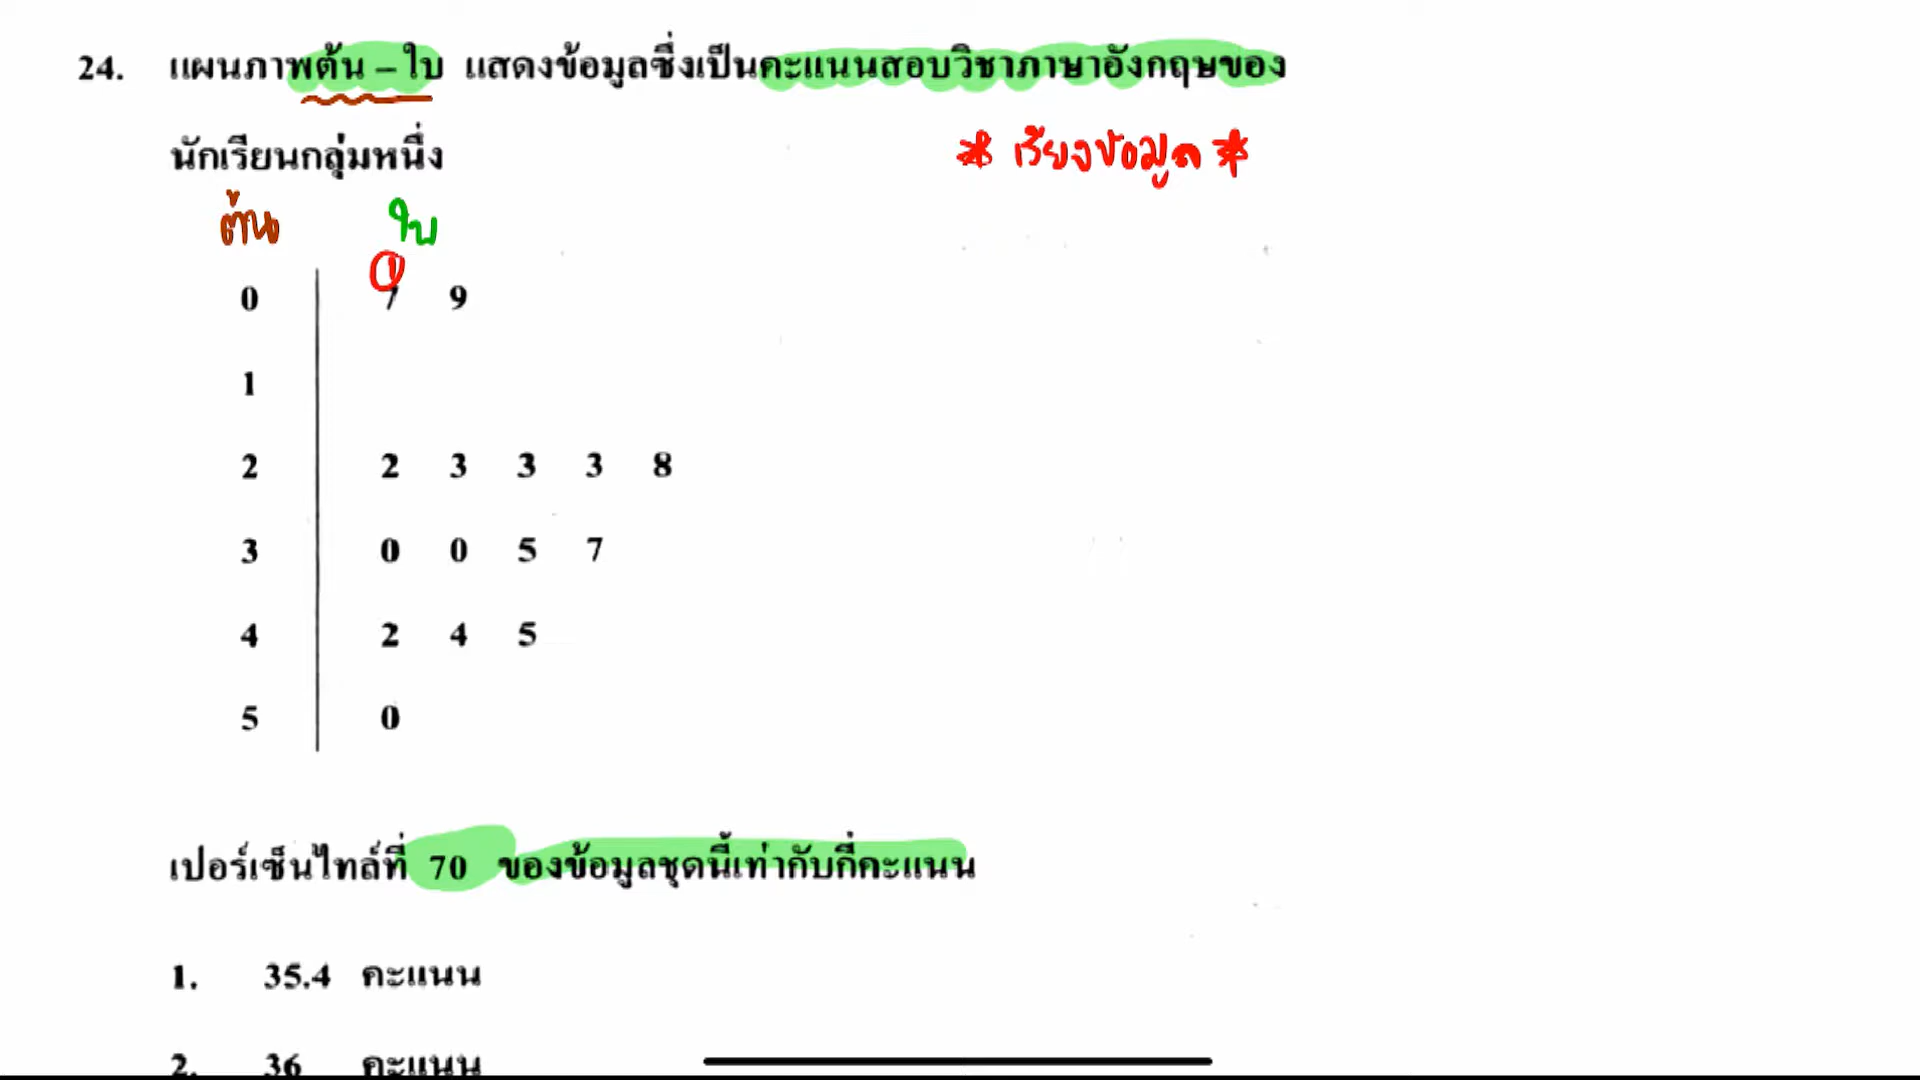 24. แผนภาพต้น – ใบ แสดงข้อมูลซึ่งเป็นคะแนนสอบวิชาภาษาอังกฤษของ
นักเรียนกลุ่มหนึ่ง
* เรียงข้อมูล *
ต้น ใบ
1
0 7 9
1
2 2 3 3 3 8
3 0 0 5 7
4 2 4 5
5 0
เปอร์เซ็นไทล์ที่ 70 ของข้อมูลชุดนี้เท่ากับกี่คะแนน
1. 35.4 คะแนน
2. 36 คะแนน